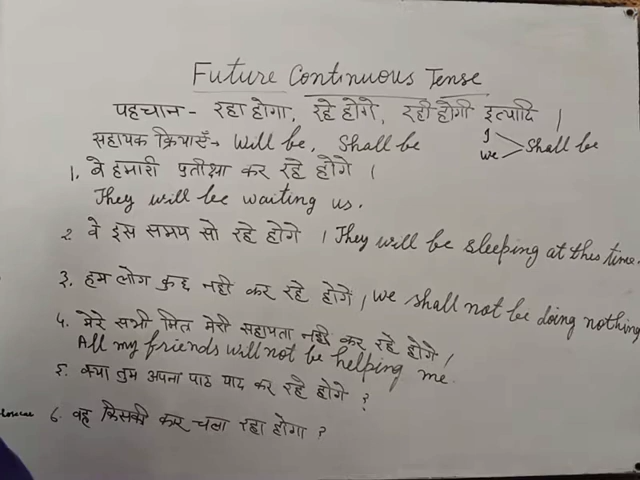 Future Continuous Tense
पहचान - रहा होगा, रहे होंगे, रही होगी इत्यादि |
सहायक क्रियाएँ → Will be, Shall be
I
We > Shall be
1. वे हमारी प्रतीक्षा कर रहे होंगे |
They will be waiting us.
2 वे इस समय सो रहे होंगे | They will be sleeping at this time.
3. हम लोग कुछ नही कर रहे होंगे | We shall not be doing nothing
4. मेरे सभी मित मेरी सहायता नही कर रहे होंगे |
All my friends will not be helping me.
5. क्या तुम अपना पाठ याद कर रहे होंगे ?
6. वह किसकी कार चला रहा होगा ?